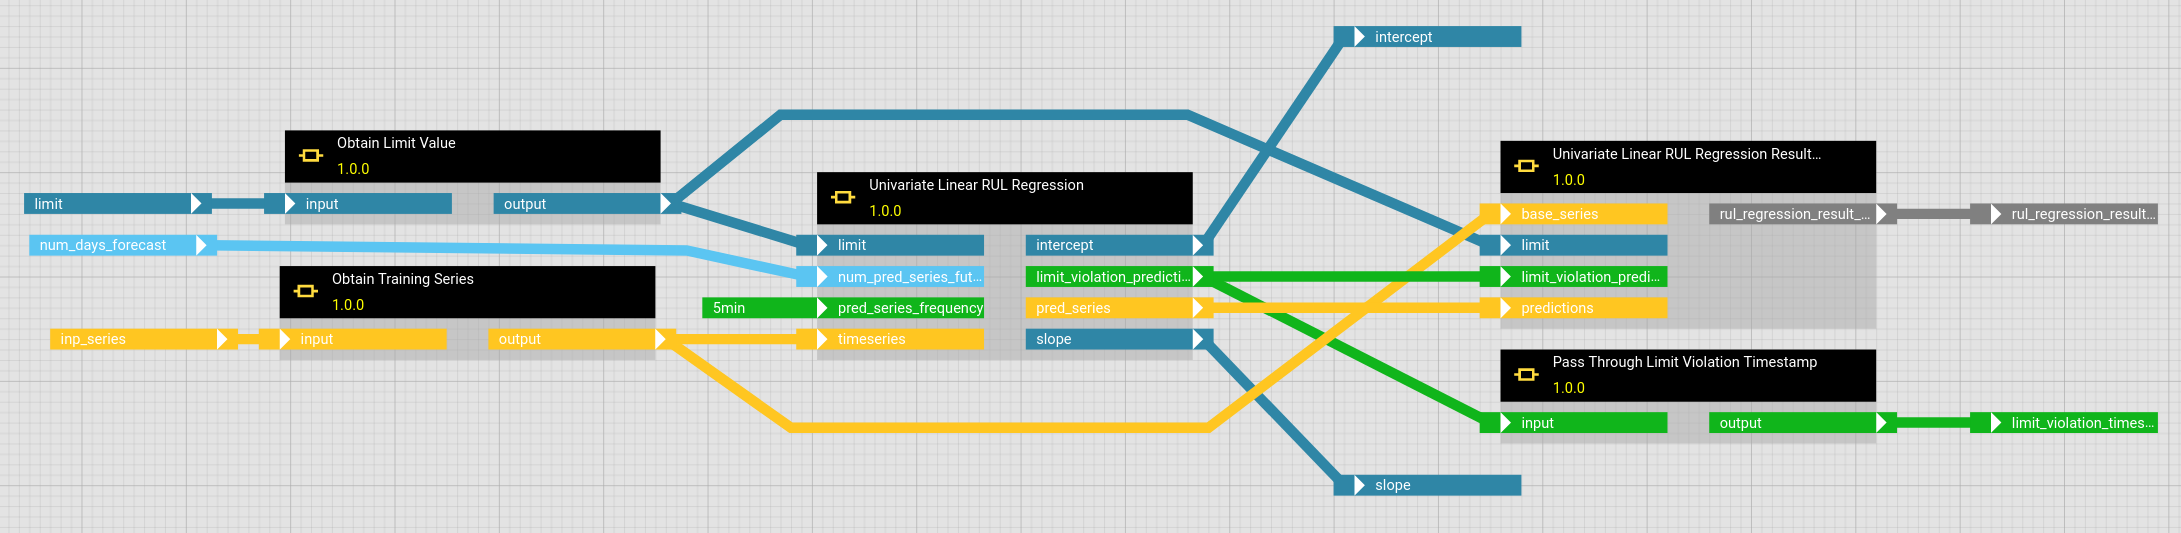 intercept
Obtain Limit Value
1.0.0
limit
input
output
num_days_forecast
Obtain Training Series
1.0.0
inp_series
input
output
Univariate Linear RUL Regression
1.0.0
limit
intercept
num_pred_series_fut...
limit_violation_predicti...
5min
pred_series_frequency
pred_series
timeseries
slope
Univariate Linear RUL Regression Result...
1.0.0
base_series
rul_regression_result_...
rul_regression_result...
limit
limit_violation_predi...
predictions
Pass Through Limit Violation Timestamp
1.0.0
input
output
limit_violation_times...
slope